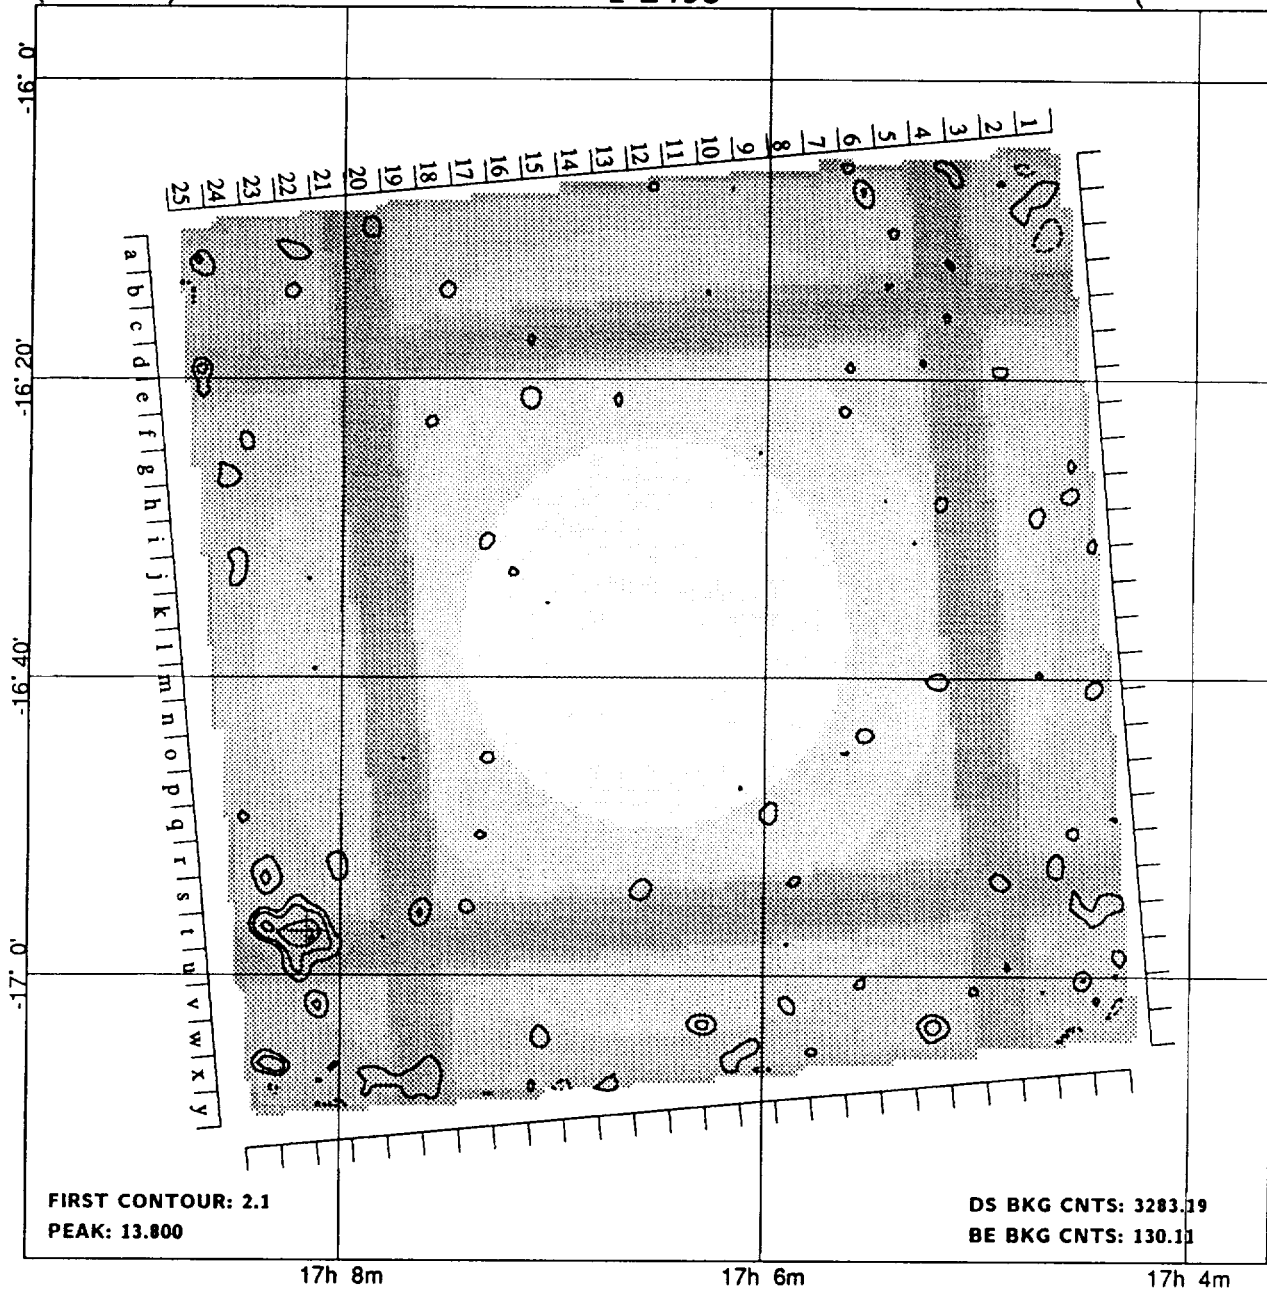 -16° 0'
-16° 20'
-16° 40'
-17° 0'
25 24 23 22 21 20 19 18 17 16 15 14 13 12 11 10 9 8 7 6 5 4 3 2 1
a b c d e f g h i j k l m n o p q r s t u v w x y
FIRST CONTOUR: 2.1
PEAK: 13.800
DS BKG CNTS: 3283.19
BE BKG CNTS: 130.11
17h 8m
17h 6m
17h 4m